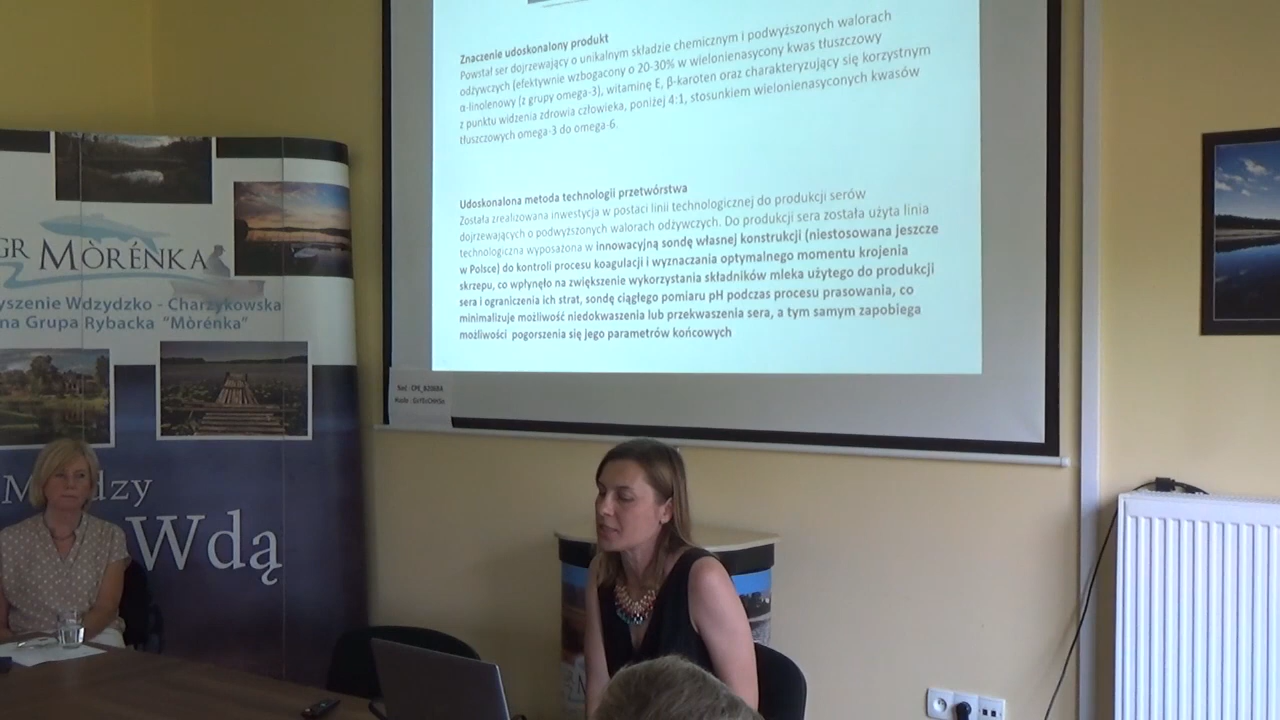 Znaczenie udoskonalony produkt
Powstał ser dojrzewający o unikalnym składzie chemicznym i podwyższonych walorach
odżywczych (efektywnie wzbogacony o 20-30% w wielonienasycony kwas tłuszczowy
α-linolenowy (z grupy omega-3), witaminę E, β-karoten oraz charakteryzujący się korzystnym
z punktu widzenia zdrowia człowieka, poniżej 4:1, stosunkiem wielonienasyconych kwasów
tłuszczowych omega-3 do omega-6.
Udoskonalona metoda technologii przetwórstwa
Została zrealizowana inwestycja w postaci linii technologicznej do produkcji serów
dojrzewających o podwyższonych walorach odżywczych. Do produkcji sera została użyta linia
technologiczna wyposażona w innowacyjną sondę własnej konstrukcji (niestosowana jeszcze
w Polsce) do kontroli procesu koagulacji i wyznaczania optymalnego momentu krojenia
skrzepu, co wpłynęło na zwiększenie wykorzystania składników mleka użytego do produkcji
sera i ograniczenia ich strat, sondę ciągłego pomiaru pH podczas procesu prasowania, co
minimalizuje możliwość niedokwaszenia lub przekwaszenia sera, a tym samym zapobiega
możliwości pogorszenia się jego parametrów końcowych
GR MÒRÉNKA
yszenie Wdzydzko - Charzykowska
na Grupa Rybacka "Mòrénka"
M dzy
Wdą